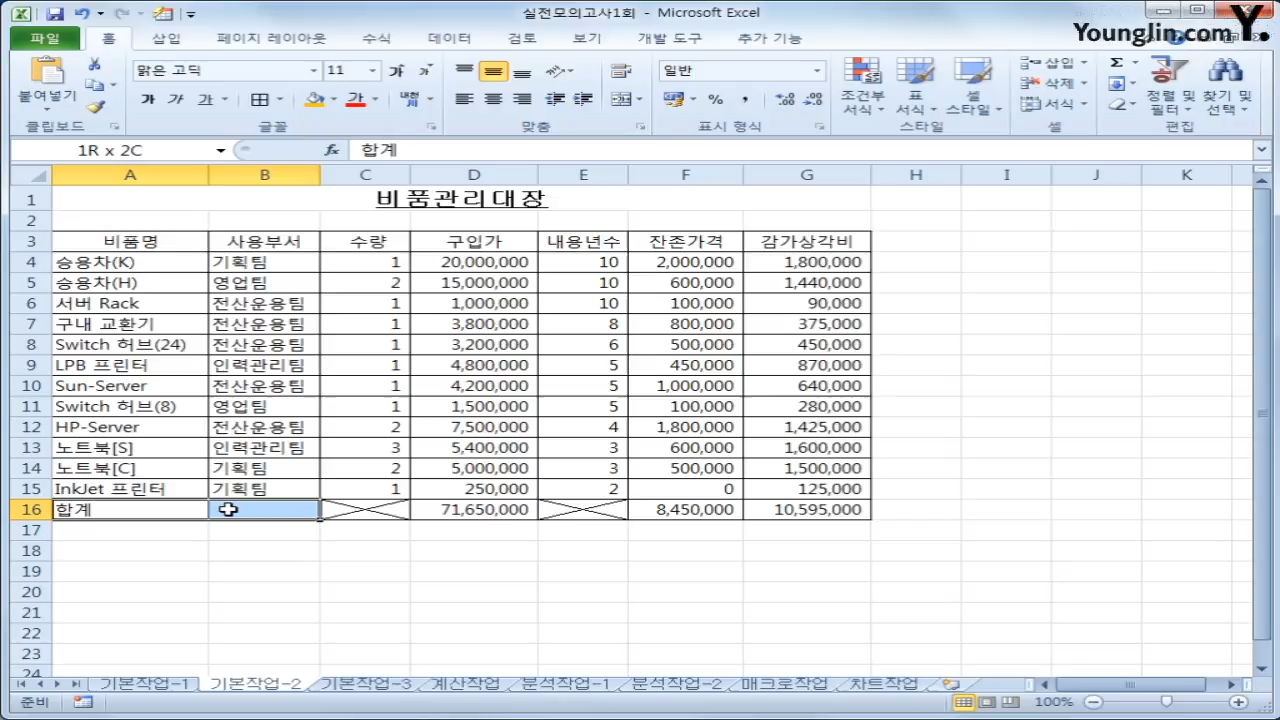 실전모의고사1회 - Microsoft Excel
Younglin.com Y.
파일 홈 삽입 페이지 레이아웃 수식 데이터 검토 보기 개발 도구 추가 기능
맑은 고딕 11 가 가 일반 Σ 삽입
붙여넣기 가 가 가 가 % , 조건부 서식 표 서식 셀 스타일 삭제 서식 정렬 및 필터 찾기 및 선택
클립보드 글꼴 맞춤 표시 형식 스타일 셀 편집
1R x 2C fx 합계
A B C D E F G H I J K
1 비품관리대장
2
3 비품명 사용부서 수량 구입가 내용년수 잔존가격 감가상각비
4 승용차(K) 기획팀 1 20,000,000 10 2,000,000 1,800,000
5 승용차(H) 영업팀 2 15,000,000 10 600,000 1,440,000
6 서버 Rack 전산운용팀 1 1,000,000 10 100,000 90,000
7 구내 교환기 전산운용팀 1 3,800,000 8 800,000 375,000
8 Switch 허브(24) 전산운용팀 1 3,200,000 6 500,000 450,000
9 LPB 프린터 인력관리팀 1 4,800,000 5 450,000 870,000
10 Sun-Server 전산운용팀 1 4,200,000 5 1,000,000 640,000
11 Switch 허브(8) 영업팀 1 1,500,000 5 100,000 280,000
12 HP-Server 전산운용팀 2 7,500,000 4 1,800,000 1,425,000
13 노트북[S] 인력관리팀 3 5,400,000 3 600,000 1,600,000
14 노트북[C] 기획팀 2 5,000,000 3 500,000 1,500,000
15 InkJet 프린터 기획팀 1 250,000 2 0 125,000
16 합계 71,650,000 8,450,000 10,595,000
17
18
19
20
21
22
23
24
기본작업-1 기본작업-2 기본작업-3 계산작업 분석작업-1 분석작업-2 매크로작업 차트작업
준비 100%